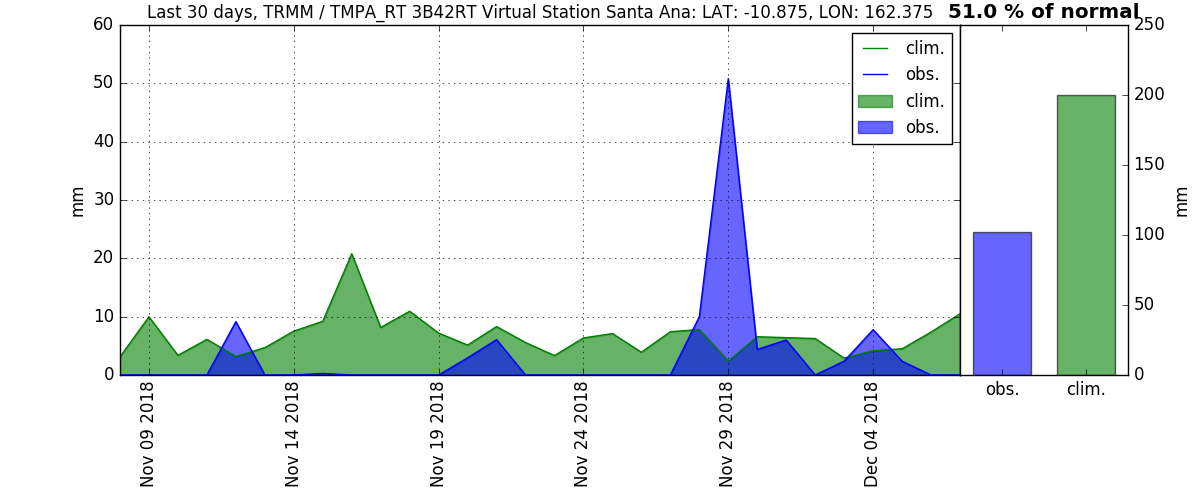 Last 30 days, TRMM / TMPA_RT 3B42RT Virtual Station Santa Ana: LAT: -10.875, LON: 162.375
51.0 % of normal
60
50
40
30
20
10
0
mm
clim.
obs.
clim.
obs.
Nov 09 2018
Nov 14 2018
Nov 19 2018
Nov 24 2018
Nov 29 2018
Dec 04 2018
250
200
150
100
50
0
mm
obs.
clim.